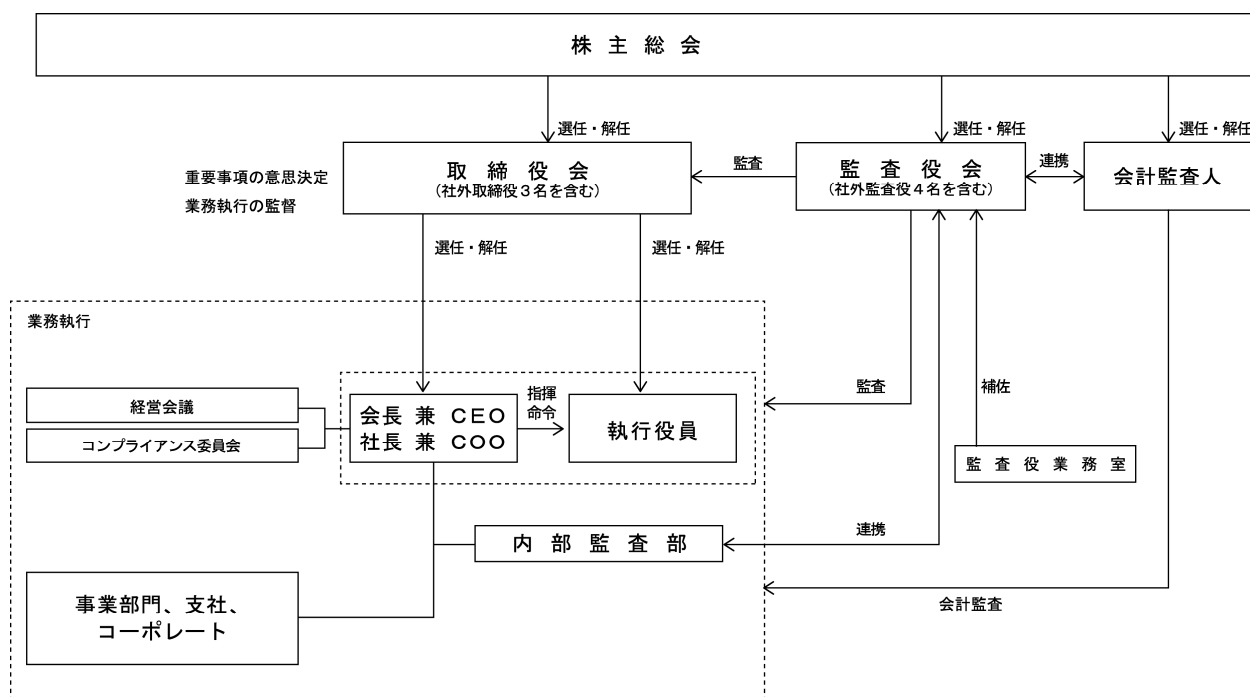 株主総会
選任・解任
選任・解任
選任・解任
重要事項の意思決定
業務執行の監督
取締役会
(社外取締役３名を含む)
監査
監査役会
(社外監査役４名を含む)
連携
会計監査人
選任・解任
選任・解任
業務執行
経営会議
コンプライアンス委員会
会長 兼 ＣＥＯ
社長 兼 ＣＯＯ
指揮
命令
執行役員
監査
補佐
監査役業務室
内部監査部
連携
会計監査
事業部門、支社、
コーポレート